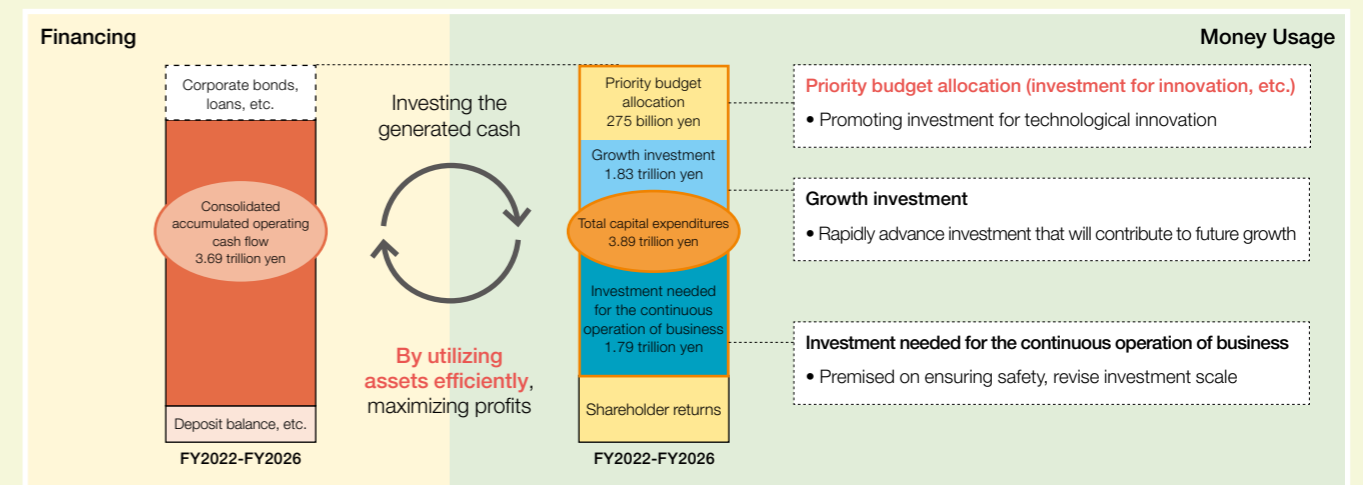 Financing
Money Usage
Corporate bonds,
loans, etc.
Consolidated
accumulated operating
cash flow
3.69 trillion yen
Deposit balance, etc.
FY2022-FY2026
Investing the
generated cash
By utilizing
assets efficiently,
maximizing profits
Priority budget
allocation
275 billion yen
Growth investment
1.83 trillion yen
Total capital expenditures
3.89 trillion yen
Investment needed
for the continuous
operation of business
1.79 trillion yen
Shareholder returns
FY2022-FY2026
Priority budget allocation (investment for innovation, etc.)
• Promoting investment for technological innovation
Growth investment
• Rapidly advance investment that will contribute to future growth
Investment needed for the continuous operation of business
• Premised on ensuring safety, revise investment scale